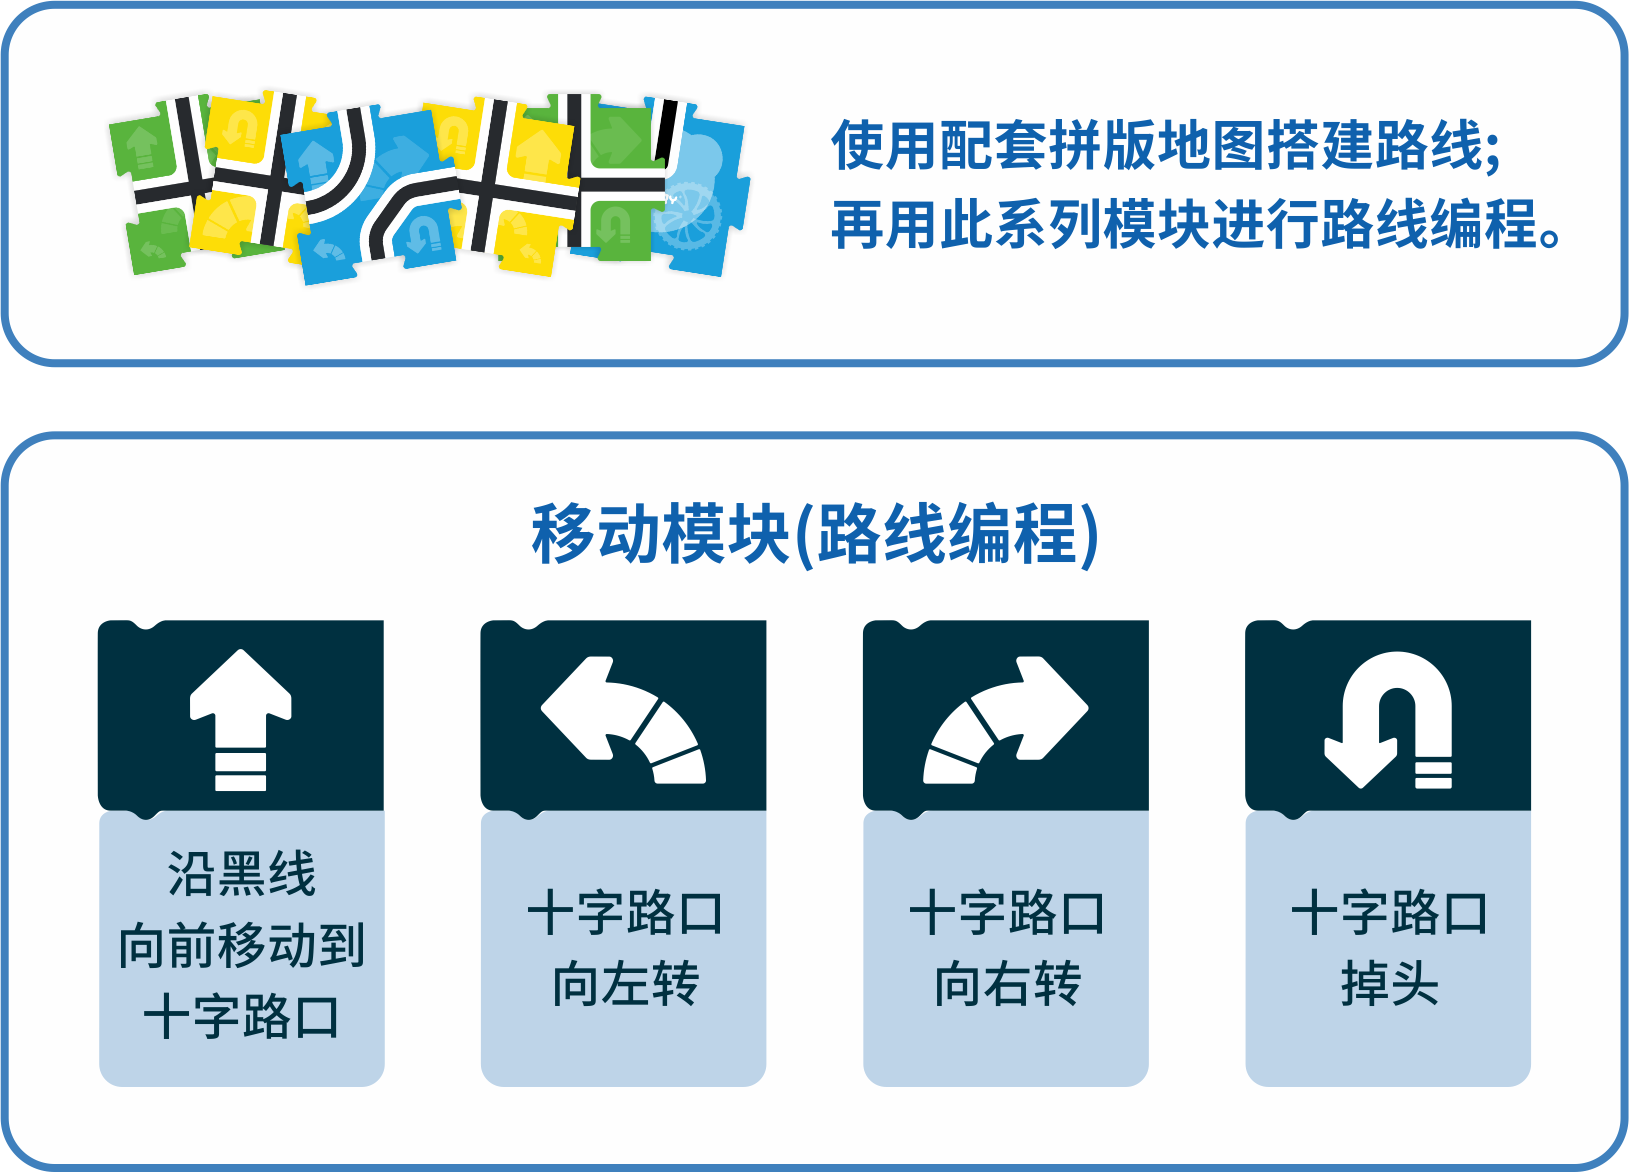 使用配套拼版地图搭建路线;
再用此系列模块进行路线编程。
移动模块(路线编程)
沿黑线
向前移动到
十字路口
十字路口
向左转
十字路口
向右转
十字路口
掉头